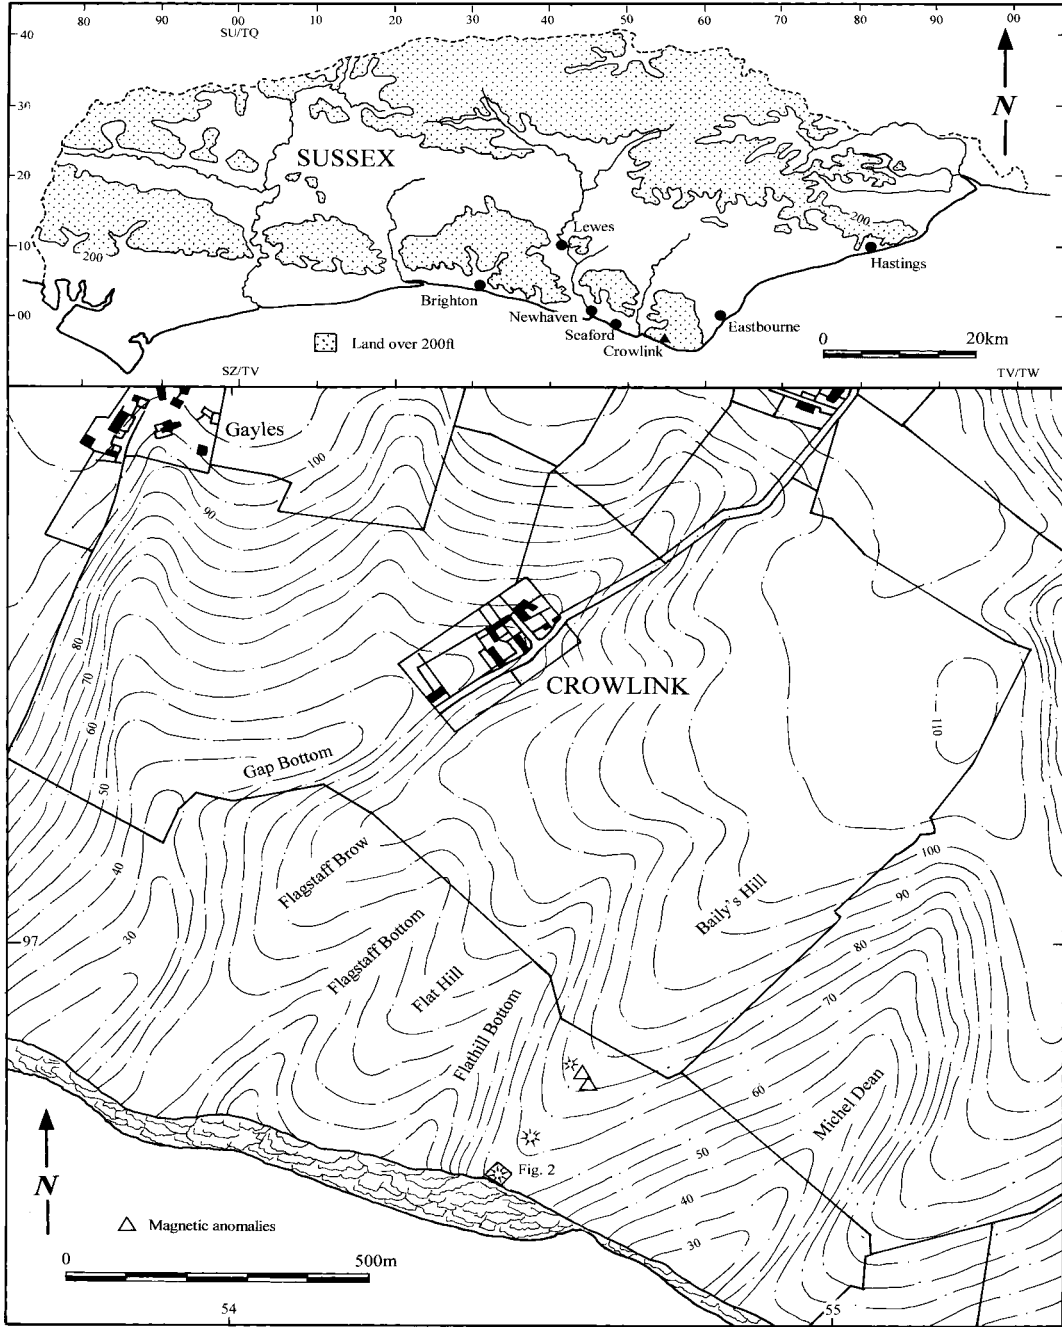 80 90 00 10 20 30 40 50 60 70 80 90 00
SU/TQ
40
30
20
10
00
N
SUSSEX
200
200
Lewes
Hastings
Brighton
Newhaven
Seaford
Crowlink
Eastbourne
0 20km
Land over 200ft
SZ/TV
TV/TW
Gayles
100
90
80
70
60
50
40
30
CROWLINK
110
Gap Bottom
Flagstaff Brow
Flagstaff Bottom
Flat Hill
Flathill Bottom
Baily's Hill
100
90
80
70
60
50
40
30
97
Michel Dean
Fig. 2
N
Magnetic anomalies
0 500m
54
55